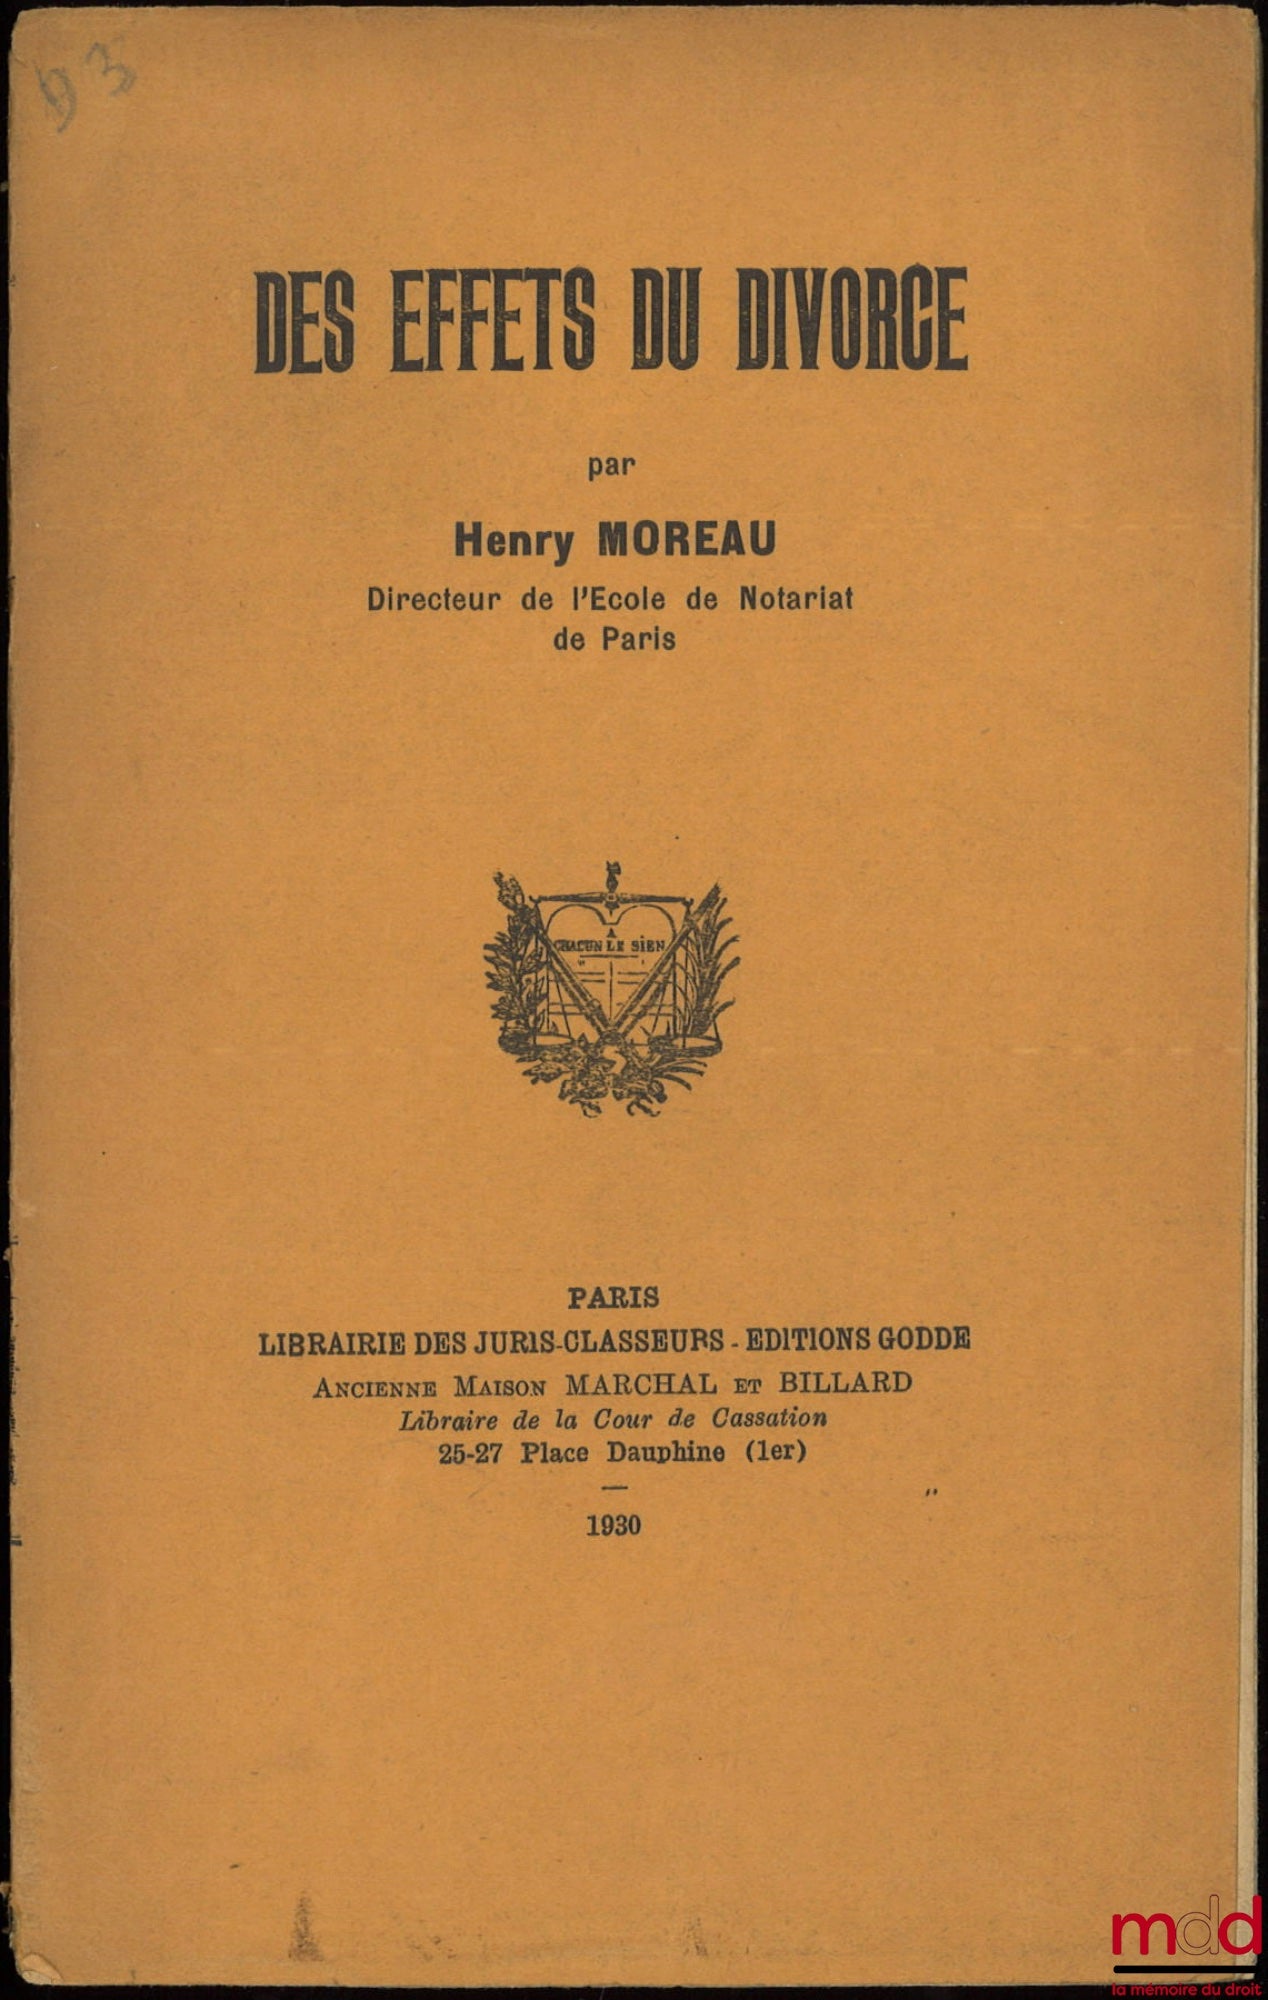 93
DES EFFETS DU DIVORCE
par
Henry MOREAU
Directeur de l'Ecole de Notariat
de Paris
A
CHACUN LE SIEN
PARIS
LIBRAIRIE DES JURIS-CLASSEURS - EDITIONS GODDE
ANCIENNE MAISON MARCHAL ET BILLARD
Libraire de la Cour de Cassation
25-27 Place Dauphine (1er)
1930
mdd
la mémoire du droit